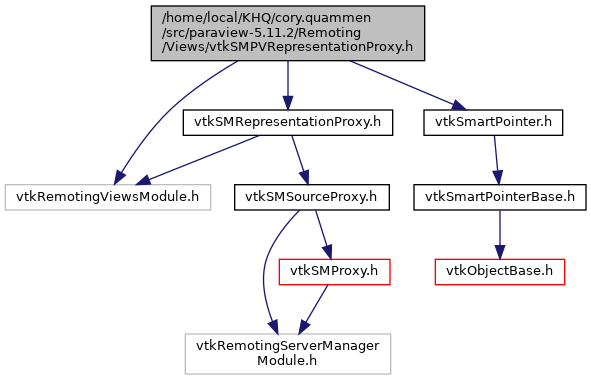 /home/local/KHQ/cory.quammen
/src/paraview-5.11.2/Remoting
/Views/vtkSMPVRepresentationProxy.h
vtkSMRepresentationProxy.h
vtkSmartPointer.h
vtkRemotingViewsModule.h
vtkSMSourceProxy.h
vtkSmartPointerBase.h
vtkSMProxy.h
vtkObjectBase.h
vtkRemotingServerManager
Module.h